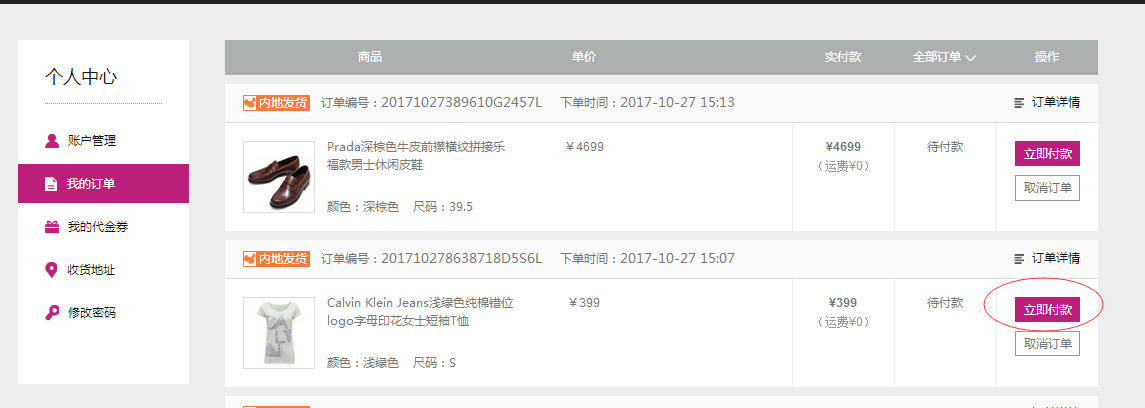 个人中心
账户管理
我的订单
我的代金券
收货地址
修改密码
商品 单价 实付款 全部订单 操作
内地发货 订单编号：20171027389610G2457L 下单时间：2017-10-27 15:13 订单详情
Prada深棕色牛皮前襟横纹拼接乐
福款男士休闲皮鞋
颜色：深棕色 尺码：39.5
￥4699
¥4699
（运费¥0）
待付款
立即付款
取消订单
内地发货 订单编号：201710278638718D5S6L 下单时间：2017-10-27 15:07 订单详情
Calvin Klein Jeans浅绿色纯棉错位
logo字母印花女士短袖T恤
颜色：浅绿色 尺码：S
￥399
¥399
（运费¥0）
待付款
立即付款
取消订单